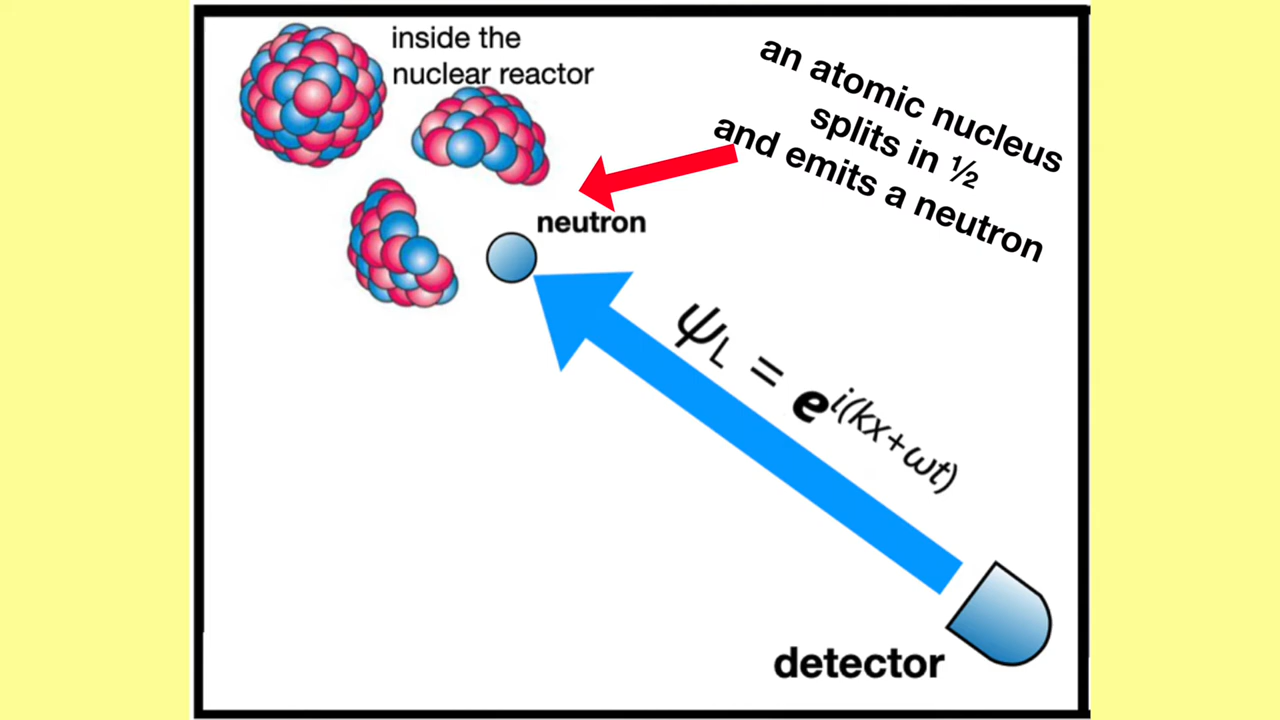 inside the
nuclear reactor
an atomic nucleus
splits in ½
and emits a neutron
neutron
ψL = e^i(kx+ωt)
detector